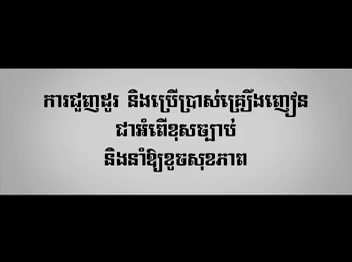 ការជួញដូរ និងប្រើប្រាស់គ្រឿងញៀន
ជាអំពើខុសច្បាប់
និងនាំឱ្យខូចសុខភាព